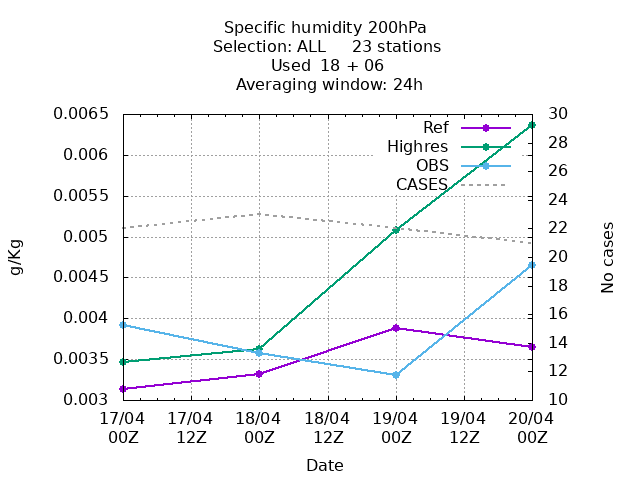 Specific humidity 200hPa
Selection: ALL     23 stations
Used  18 + 06
Averaging window: 24h
0.0065
0.006
0.0055
0.005
0.0045
0.004
0.0035
0.003
g/Kg
Ref
Highres
OBS
CASES
30
28
26
24
22
20
18
16
14
12
10
No cases
17/04 17/04 18/04 18/04 19/04 19/04 20/04
00Z 12Z 00Z 12Z 00Z 12Z 00Z
Date